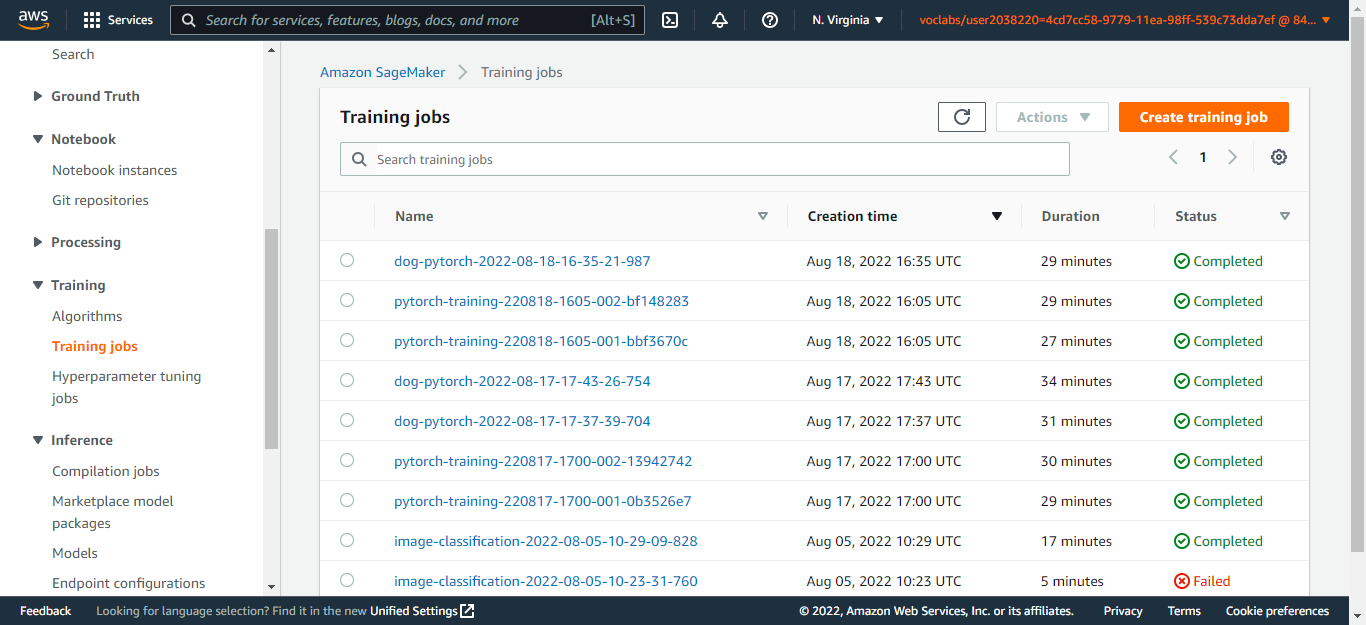 aws
Services
Search for services, features, blogs, docs, and more [Alt+S]
N. Virginia
voclabs/user2038220=4cd7cc58-9779-11ea-98ff-539c73dda7ef @ 84...
Search
Ground Truth
Notebook
Notebook instances
Git repositories
Processing
Training
Algorithms
Training jobs
Hyperparameter tuning
jobs
Inference
Compilation jobs
Marketplace model
packages
Models
Endpoint configurations
Amazon SageMaker
Training jobs
Training jobs
Actions
Create training job
Search training jobs
1
Name Creation time Duration Status
dog-pytorch-2022-08-18-16-35-21-987 Aug 18, 2022 16:35 UTC 29 minutes Completed
pytorch-training-220818-1605-002-bf148283 Aug 18, 2022 16:05 UTC 29 minutes Completed
pytorch-training-220818-1605-001-bbf3670c Aug 18, 2022 16:05 UTC 27 minutes Completed
dog-pytorch-2022-08-17-17-43-26-754 Aug 17, 2022 17:43 UTC 34 minutes Completed
dog-pytorch-2022-08-17-17-37-39-704 Aug 17, 2022 17:37 UTC 31 minutes Completed
pytorch-training-220817-1700-002-13942742 Aug 17, 2022 17:00 UTC 30 minutes Completed
pytorch-training-220817-1700-001-0b3526e7 Aug 17, 2022 17:00 UTC 29 minutes Completed
image-classification-2022-08-05-10-29-09-828 Aug 05, 2022 10:29 UTC 17 minutes Completed
image-classification-2022-08-05-10-23-31-760 Aug 05, 2022 10:23 UTC 5 minutes Failed
Feedback
Looking for language selection? Find it in the new Unified Settings
© 2022, Amazon Web Services, Inc. or its affiliates.
Privacy
Terms
Cookie preferences